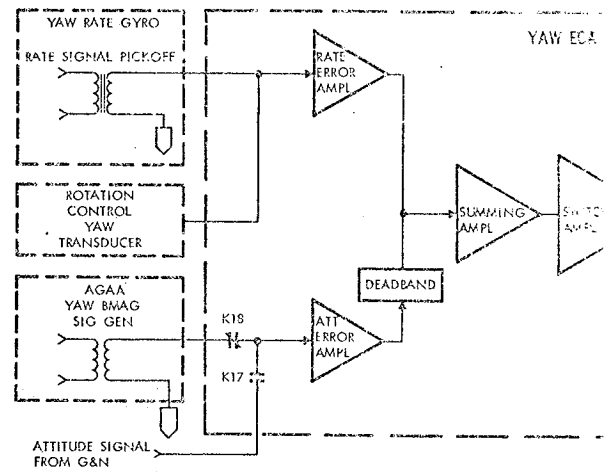 YAW RATE GYRO
RATE SIGNAL PICKOFF
ROTATION
CONTROL
YAW
TRANSDUCER
AGAA
YAW BMAG
SIG GEN
K18
K17
ATTITUDE SIGNAL
FROM G&N
YAW ECA
RATE
ERROR
AMPL
SUMMING
AMPL
DEADBAND
ATT
ERROR
AMPL
AMPL